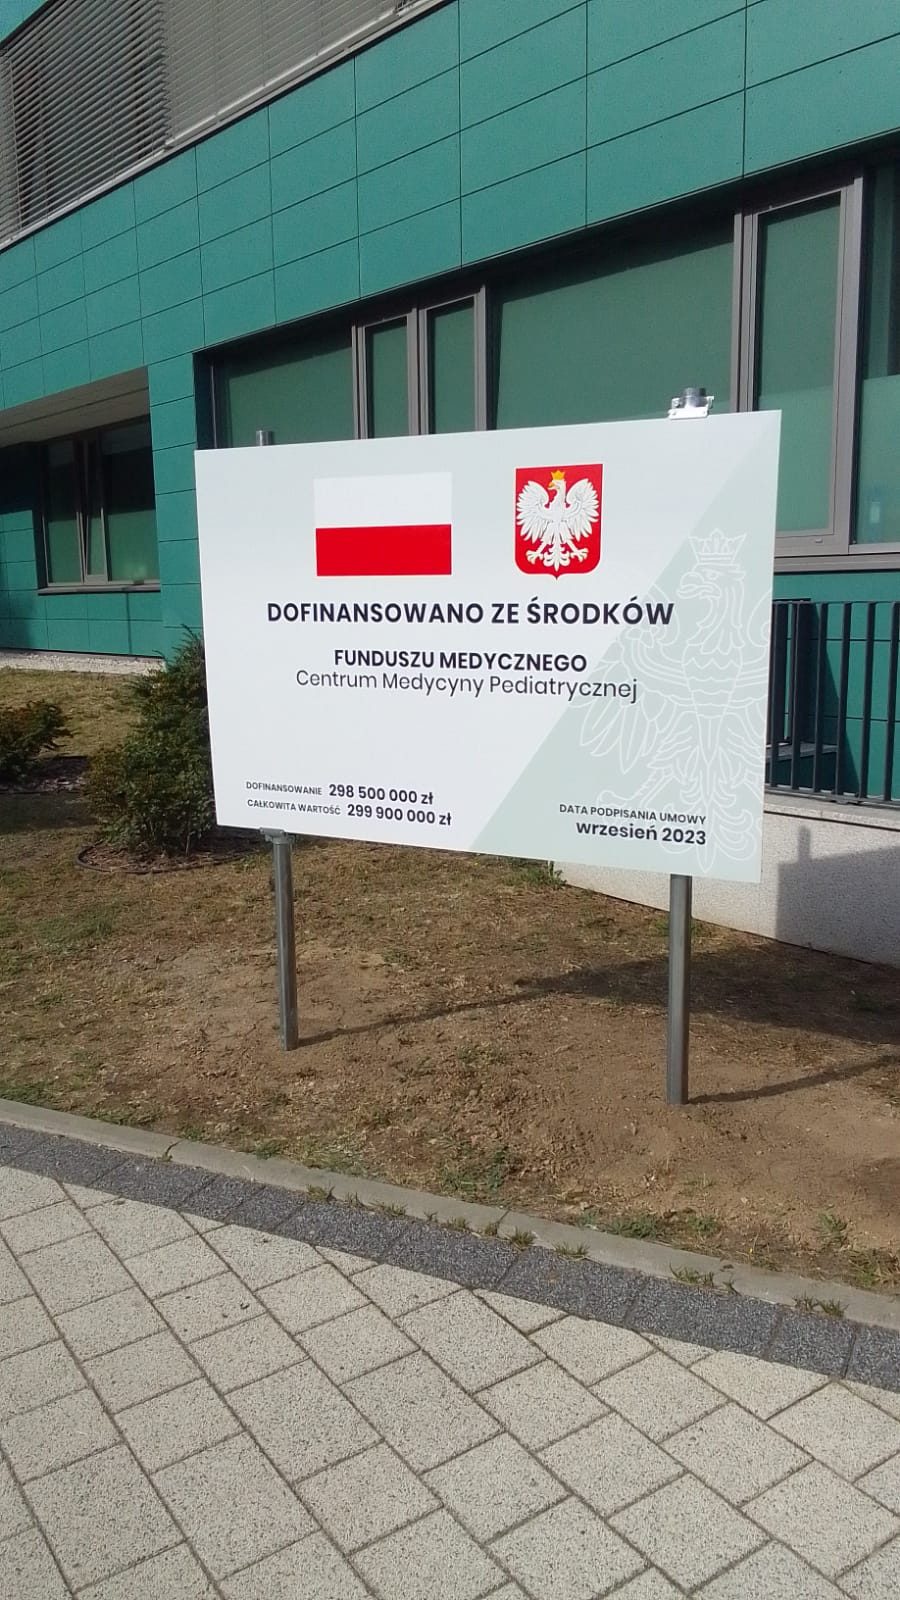 DOFINANSOWANO ZE ŚRODKÓW
FUNDUSZU MEDYCZNEGO
Centrum Medycyny Pediatrycznej
DOFINANSOWANIE 298 500 000 zł
CAŁKOWITA WARTOŚĆ 299 900 000 zł
DATA PODPISANIA UMOWY
wrzesień 2023